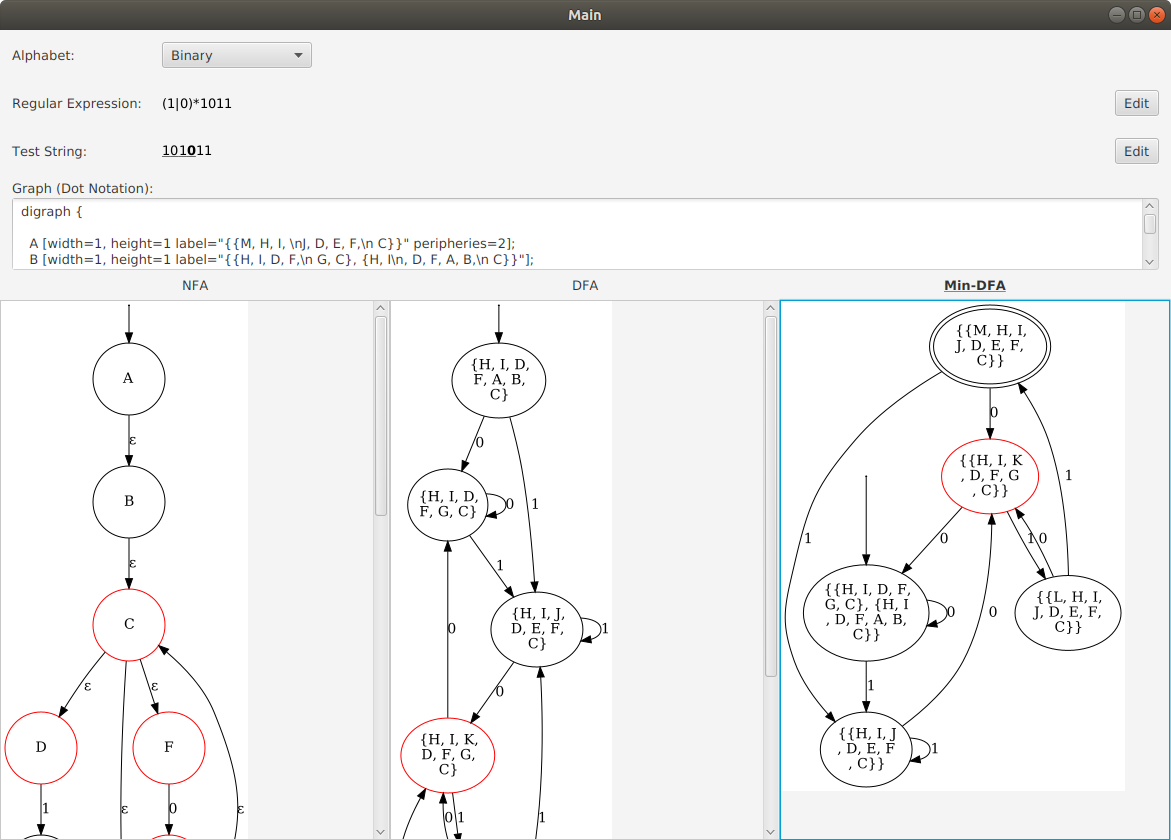 Main
Alphabet:
Binary
Regular Expression:
(1|0)*1011
Edit
Test String:
101011
Edit
Graph (Dot Notation):
digraph {
A [width=1, height=1 label="{{M, H, I, \nJ, D, E, F,\n C}}" peripheries=2];
B [width=1, height=1 label="{{H, I, D, F,\n G, C}, {H, I\n, D, F, A, B,\n C}}"];
NFA
DFA
Min-DFA
A
ε
B
ε
C
ε
ε
D
F
1
ε
0
ε
{H, I, D,
F, A, B,
C}
0
1
{H, I, D,
F, G, C}
0
1
{H, I, J,
D, E, F,
C}
1
0
0
{H, I, K,
D, F, G,
C}
0
1
1
{{M, H, I,
J, D, E, F,
C}}
0
1
{{H, I, K
, D, F, G
, C}}
1
0
1
0
{{H, I, D, F,
G, C}, {H, I
, D, F, A, B,
C}}
0
0
{{L, H, I,
J, D, E, F,
C}}
1
{{H, I, J
, D, E, F
, C}}
1